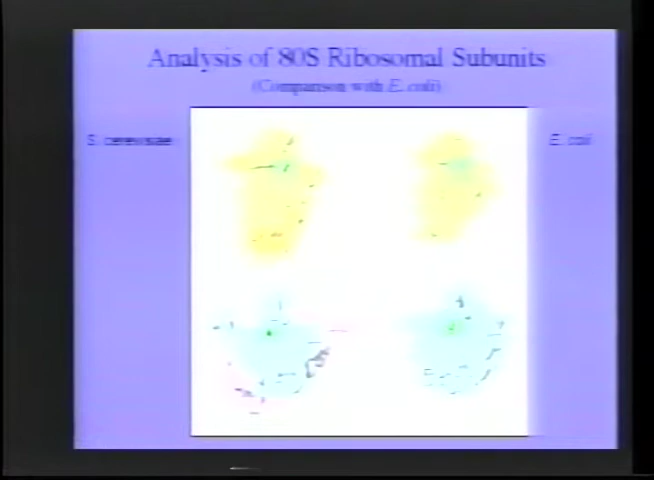 Analysis of 80S Ribosomal Subunits
(Comparison with E. coli)
S. cerevisiae
E. coli